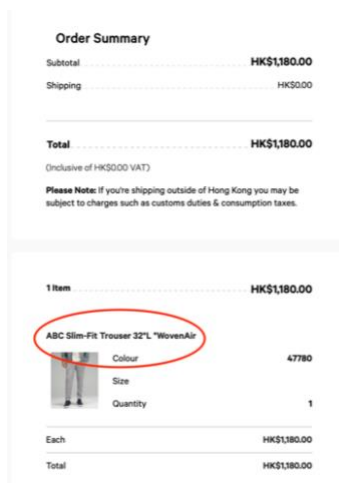 Order Summary
Subtotal HK$1,180.00
Shipping HK$0.00
Total HK$1,180.00
(Inclusive of HK$0.00 VAT)
Please Note: If you're shipping outside of Hong Kong you may be
subject to charges such as customs duties & consumption taxes.
1 Item HK$1,180.00
ABC Slim-Fit Trouser 32"L *WovenAir
Colour 47780
Size
Quantity 1
Each HK$1,180.00
Total HK$1,180.00